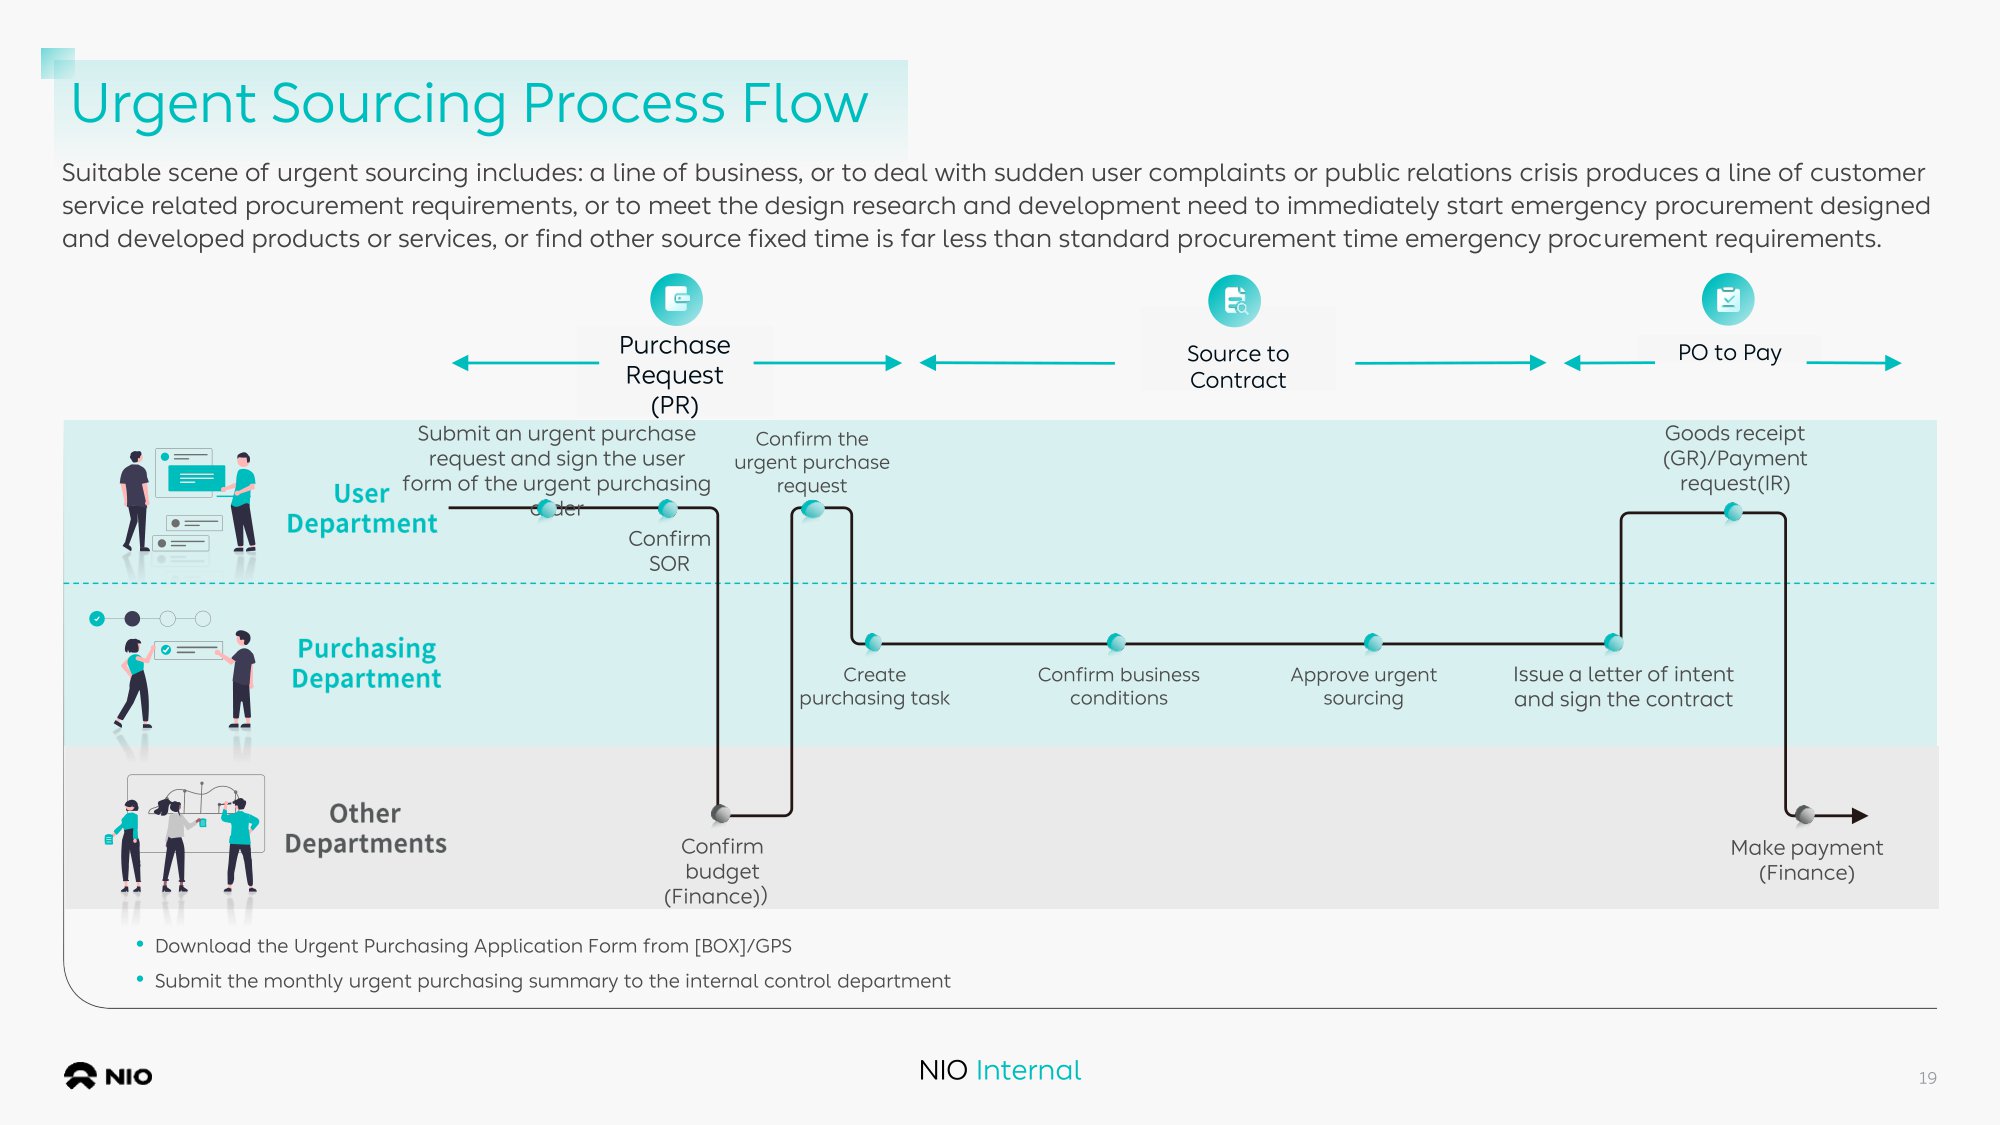 Urgent Sourcing Process Flow
Suitable scene of urgent sourcing includes: a line of business, or to deal with sudden user complaints or public relations crisis produces a line of customer
service related procurement requirements, or to meet the design research and development need to immediately start emergency procurement designed
and developed products or services, or find other source fixed time is far less than standard procurement time emergency procurement requirements.
Purchase
Request
(PR)
Source to
Contract
PO to Pay
User
Department
Submit an urgent purchase
request and sign the user
form of the urgent purchasing
order
Confirm
SOR
Confirm the
urgent purchase
request
Goods receipt
(GR)/Payment
request(IR)
Purchasing
Department
Create
purchasing task
Confirm business
conditions
Approve urgent
sourcing
Issue a letter of intent
and sign the contract
Other
Departments
Confirm
budget
(Finance))
Make payment
(Finance)
• Download the Urgent Purchasing Application Form from [BOX]/GPS
• Submit the monthly urgent purchasing summary to the internal control department
NIO
NIO Internal
19